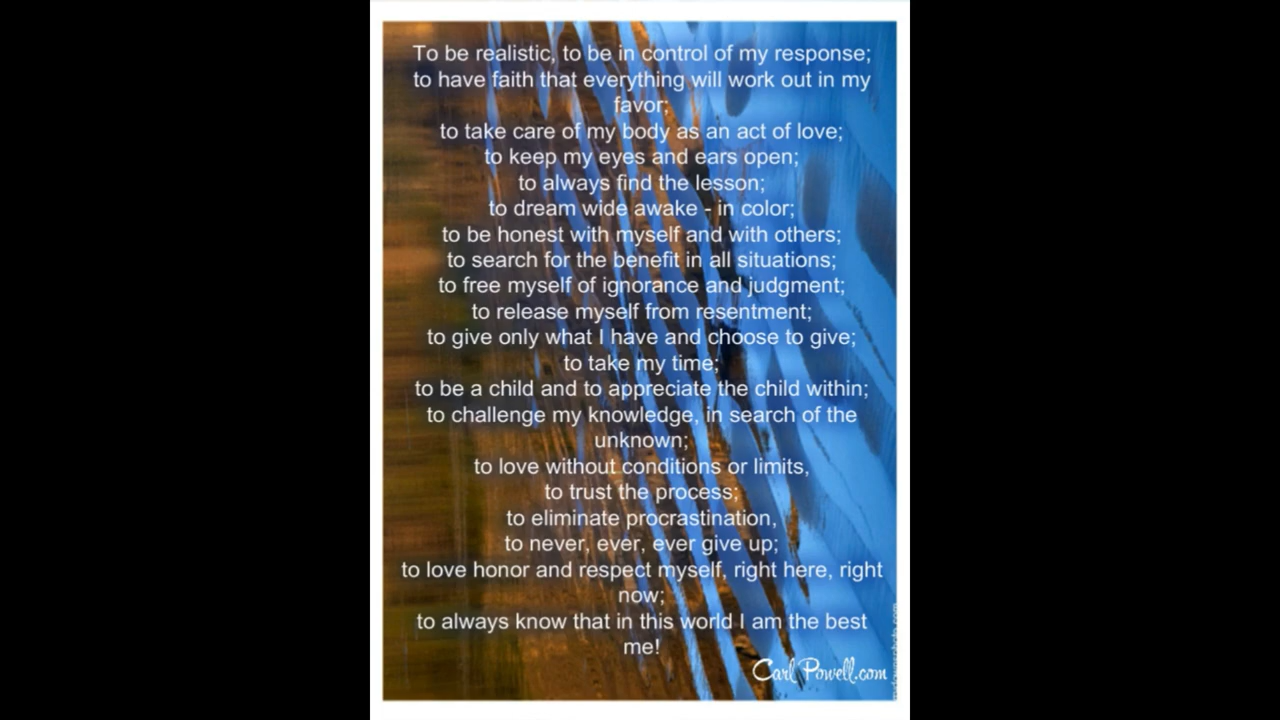 To be realistic, to be in control of my response;
to have faith that everything will work out in my
favor;
to take care of my body as an act of love;
to keep my eyes and ears open;
to always find the lesson;
to dream wide awake - in color;
to be honest with myself and with others;
to search for the benefit in all situations;
to free myself of ignorance and judgment;
to release myself from resentment;
to give only what I have and choose to give;
to take my time;
to be a child and to appreciate the child within;
to challenge my knowledge, in search of the
unknown;
to love without conditions or limits,
to trust the process;
to eliminate procrastination,
to never, ever, ever give up;
to love honor and respect myself, right here, right
now;
to always know that in this world I am the best
me!
Carl Powell.com